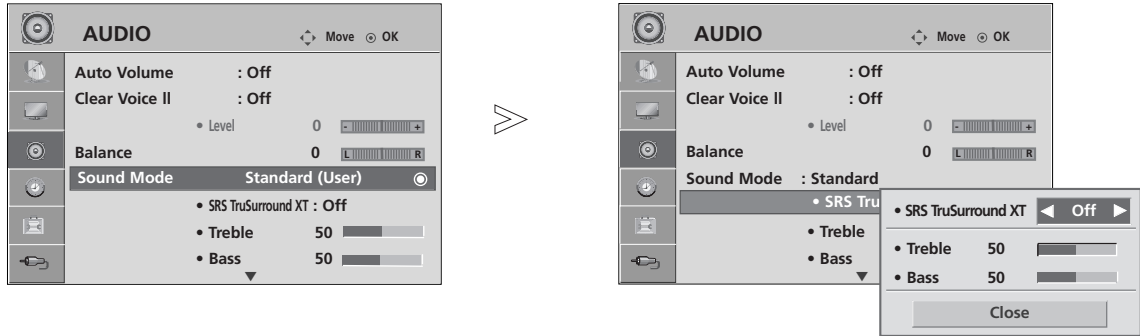 AUDIO
Move OK
Auto Volume : Off
Clear Voice ll : Off
• Level 0 - +
Balance 0 L R
Sound Mode Standard (User)
• SRS TruSurround XT : Off
• Treble 50
• Bass 50
AUDIO
Move OK
Auto Volume : Off
Clear Voice ll : Off
• Level 0 - +
Balance 0 L R
Sound Mode : Standard
• SRS Tru
• Treble
• Bass
• SRS TruSurround XT Off
• Treble 50
• Bass 50
Close